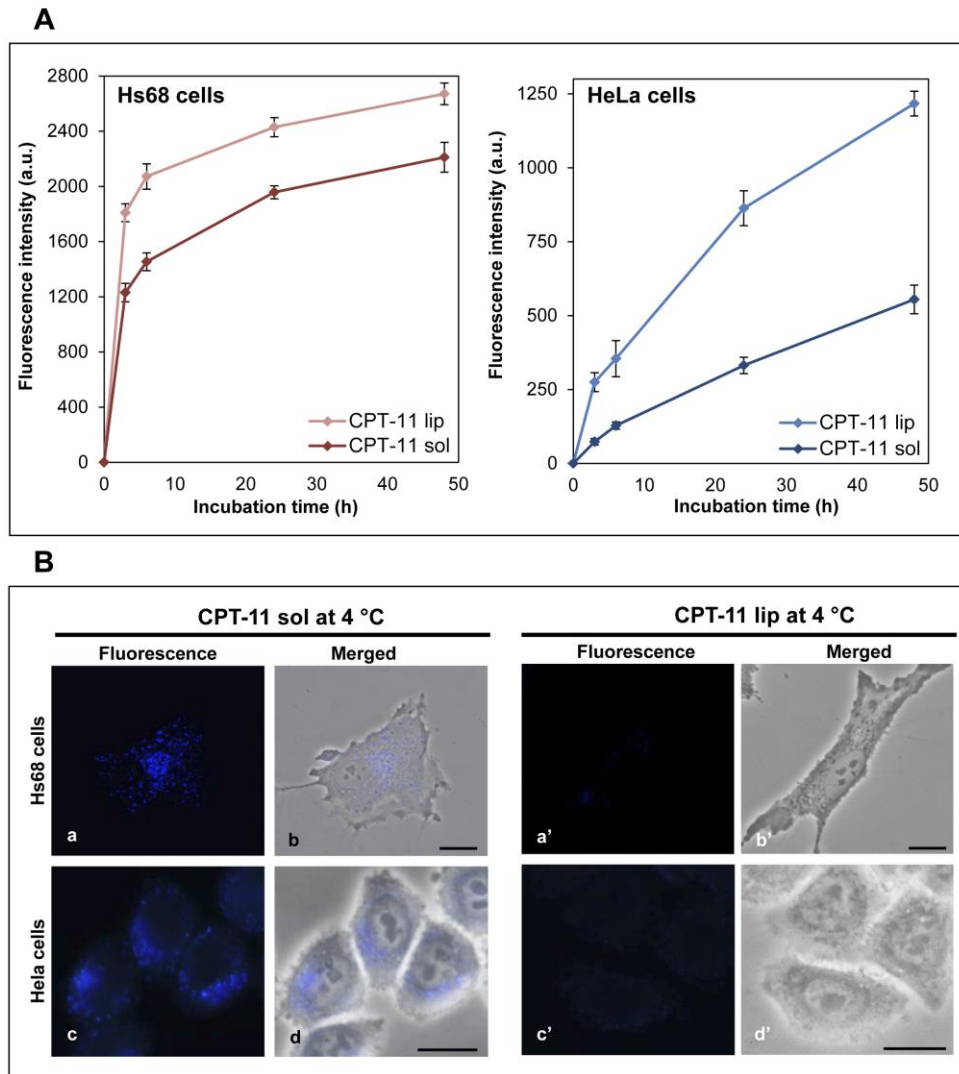 A
Hs68 cells
Fluorescence intensity (a.u.)
2800
2400
2000
1600
1200
800
400
0
0 10 20 30 40 50
Incubation time (h)
CPT-11 lip
CPT-11 sol
HeLa cells
Fluorescence intensity (a.u.)
1250
1000
750
500
250
0
0 10 20 30 40 50
Incubation time (h)
CPT-11 lip
CPT-11 sol
B
CPT-11 sol at 4 °C
CPT-11 lip at 4 °C
Fluorescence Merged
Fluorescence Merged
Hs68 cells
a b a’ b’
Hela cells
c d c’ d’